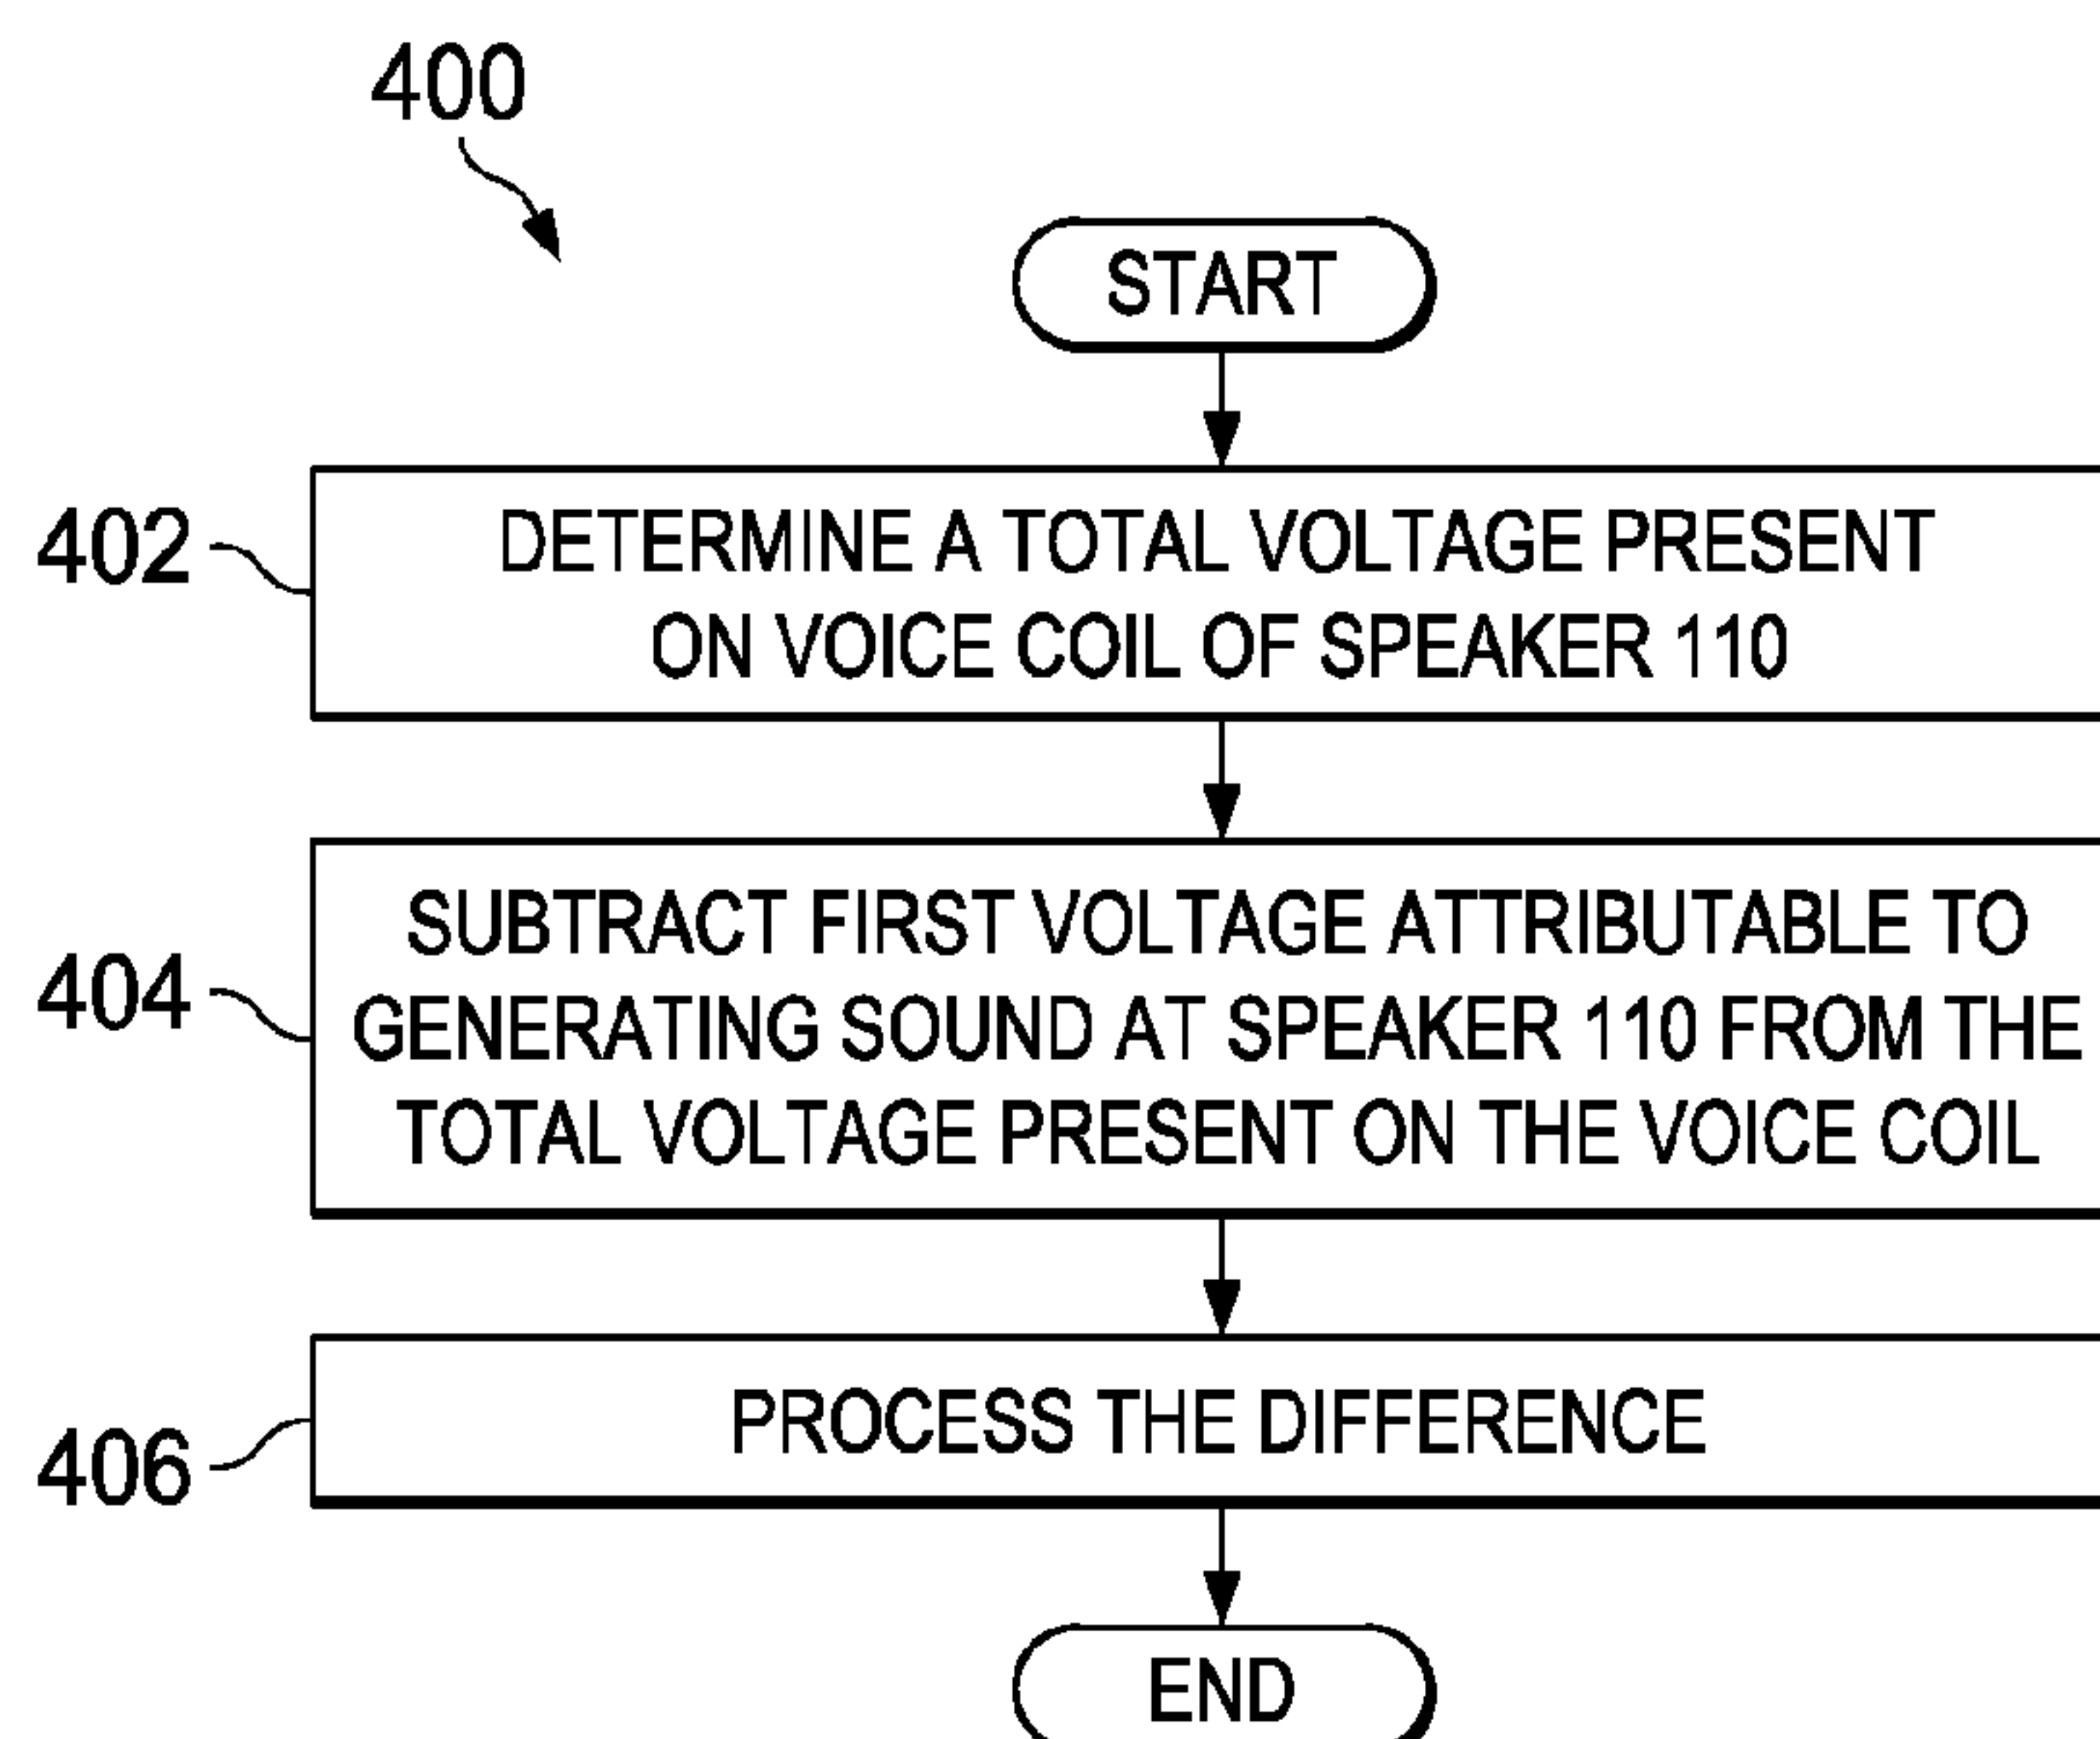 400
START
402
DETERMINE A TOTAL VOLTAGE PRESENT
ON VOICE COIL OF SPEAKER 110
404
SUBTRACT FIRST VOLTAGE ATTRIBUTABLE TO
GENERATING SOUND AT SPEAKER 110 FROM THE
TOTAL VOLTAGE PRESENT ON THE VOICE COIL
406
PROCESS THE DIFFERENCE
END